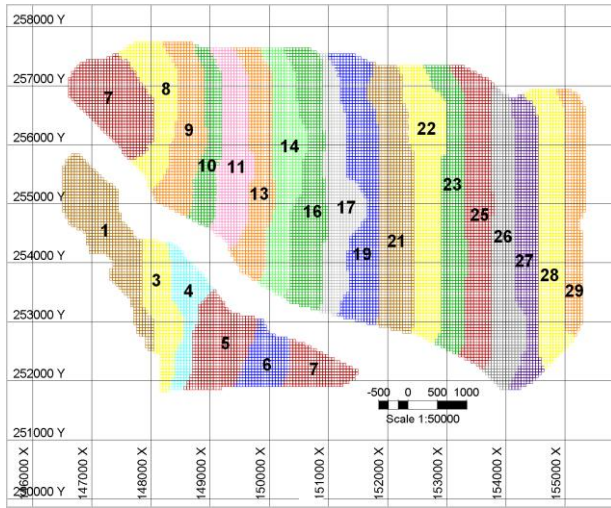 258000 Y
257000 Y
256000 Y
255000 Y
254000 Y
253000 Y
252000 Y
251000 Y
250000 Y
7
8
9
10
11
13
14
16
17
19
21
22
23
25
26
27
28
29
1
3
4
5
6
7
-500 0 500 1000
Scale 1:50000
146000 X
147000 X
148000 X
149000 X
150000 X
151000 X
152000 X
153000 X
154000 X
155000 X